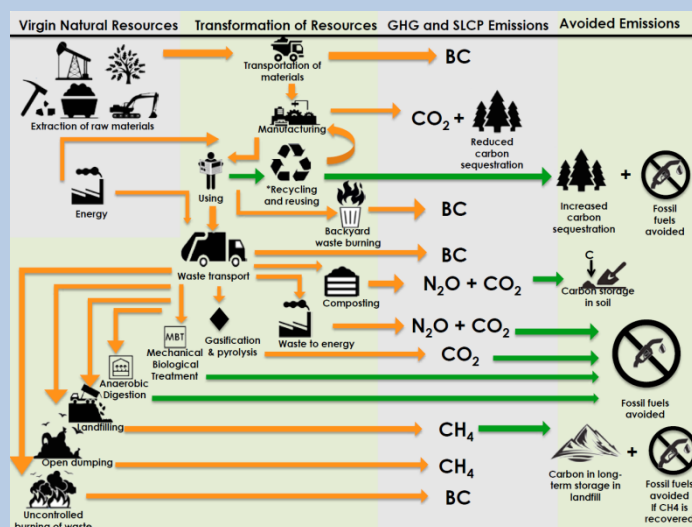 Virgin Natural Resources
Transformation of Resources
GHG and SLCP Emissions
Avoided Emissions
Transportation of
materials
BC
Extraction of raw materials
Manufacturing
CO2 +
Reduced
carbon
sequestration
Energy
Using
*Recycling
and reusing
+
Increased
carbon
sequestration
Fossil
fuels
avoided
Backyard
waste burning
BC
Waste transport
BC
Composting
N2O + CO2
C
Carbon storage
in soil
MBT
Mechanical
Biological
Treatment
Gasification
& pyrolysis
Waste to energy
N2O + CO2
CO2
Fossil fuels
avoided
Anaerobic
Digestion
Landfilling
CH4
+
Carbon in long-
term storage in
landfill
Fossil fuels
avoided
If CH4 is
recovered
Open dumping
CH4
Uncontrolled
burning of waste
BC